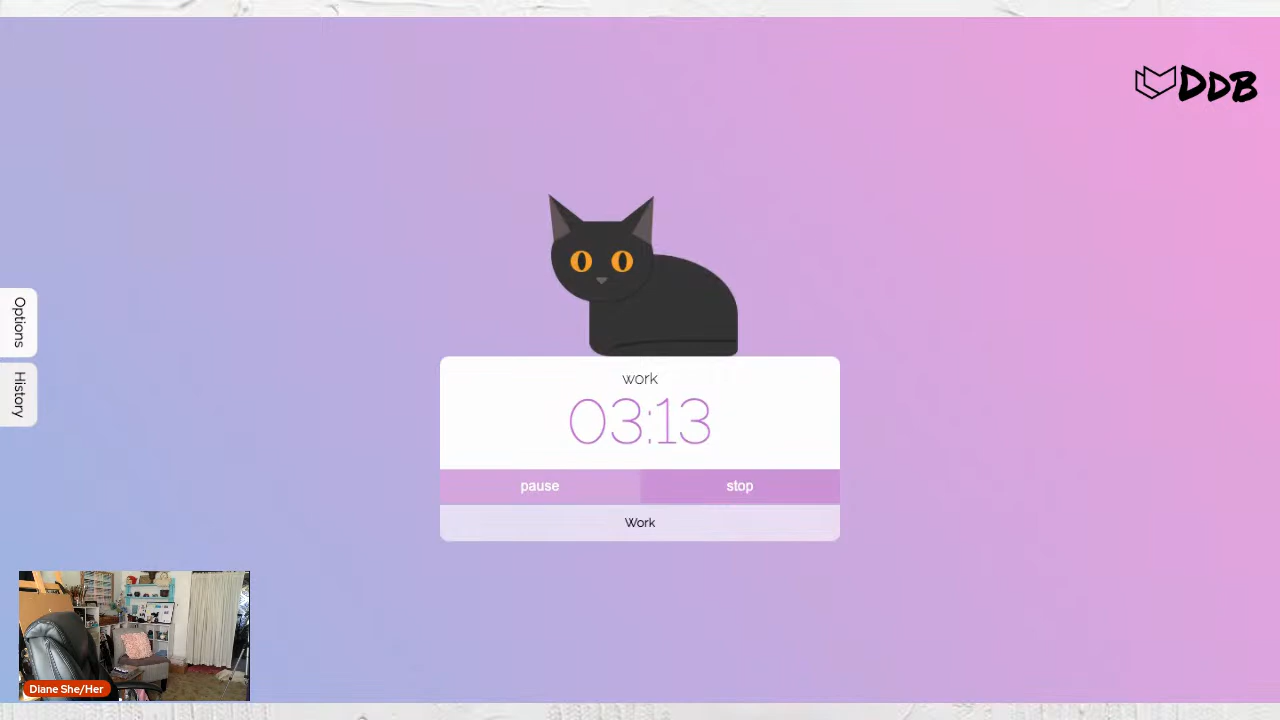 DDB
Options
History
work
03:13
pause stop
Work
Diane She/Her